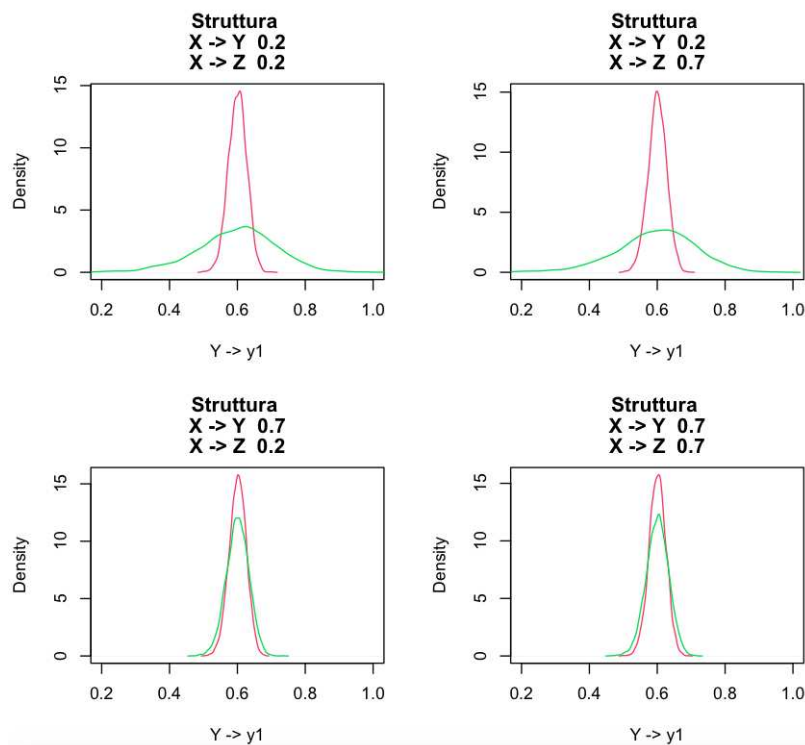 Struttura
X -> Y 0.2
X -> Z 0.2
Density
15
10
5
0
0.2 0.4 0.6 0.8 1.0
Y -> y1
Struttura
X -> Y 0.2
X -> Z 0.7
Density
15
10
5
0
0.2 0.4 0.6 0.8 1.0
Y -> y1
Struttura
X -> Y 0.7
X -> Z 0.2
Density
15
10
5
0
0.2 0.4 0.6 0.8 1.0
Y -> y1
Struttura
X -> Y 0.7
X -> Z 0.7
Density
15
10
5
0
0.2 0.4 0.6 0.8 1.0
Y -> y1